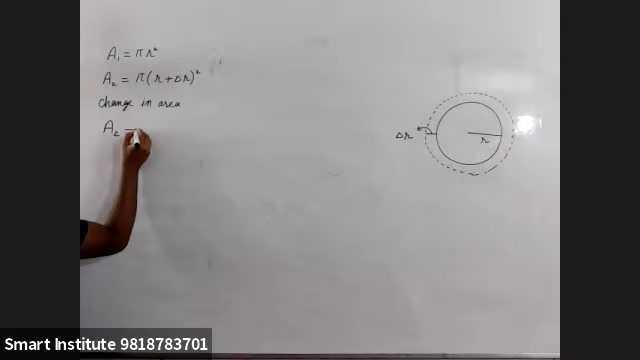 A₁ = πr²
A₂ = π(r + Δr)²
Change in area
A₂ –
Δr
r
Smart Institute 9818783701